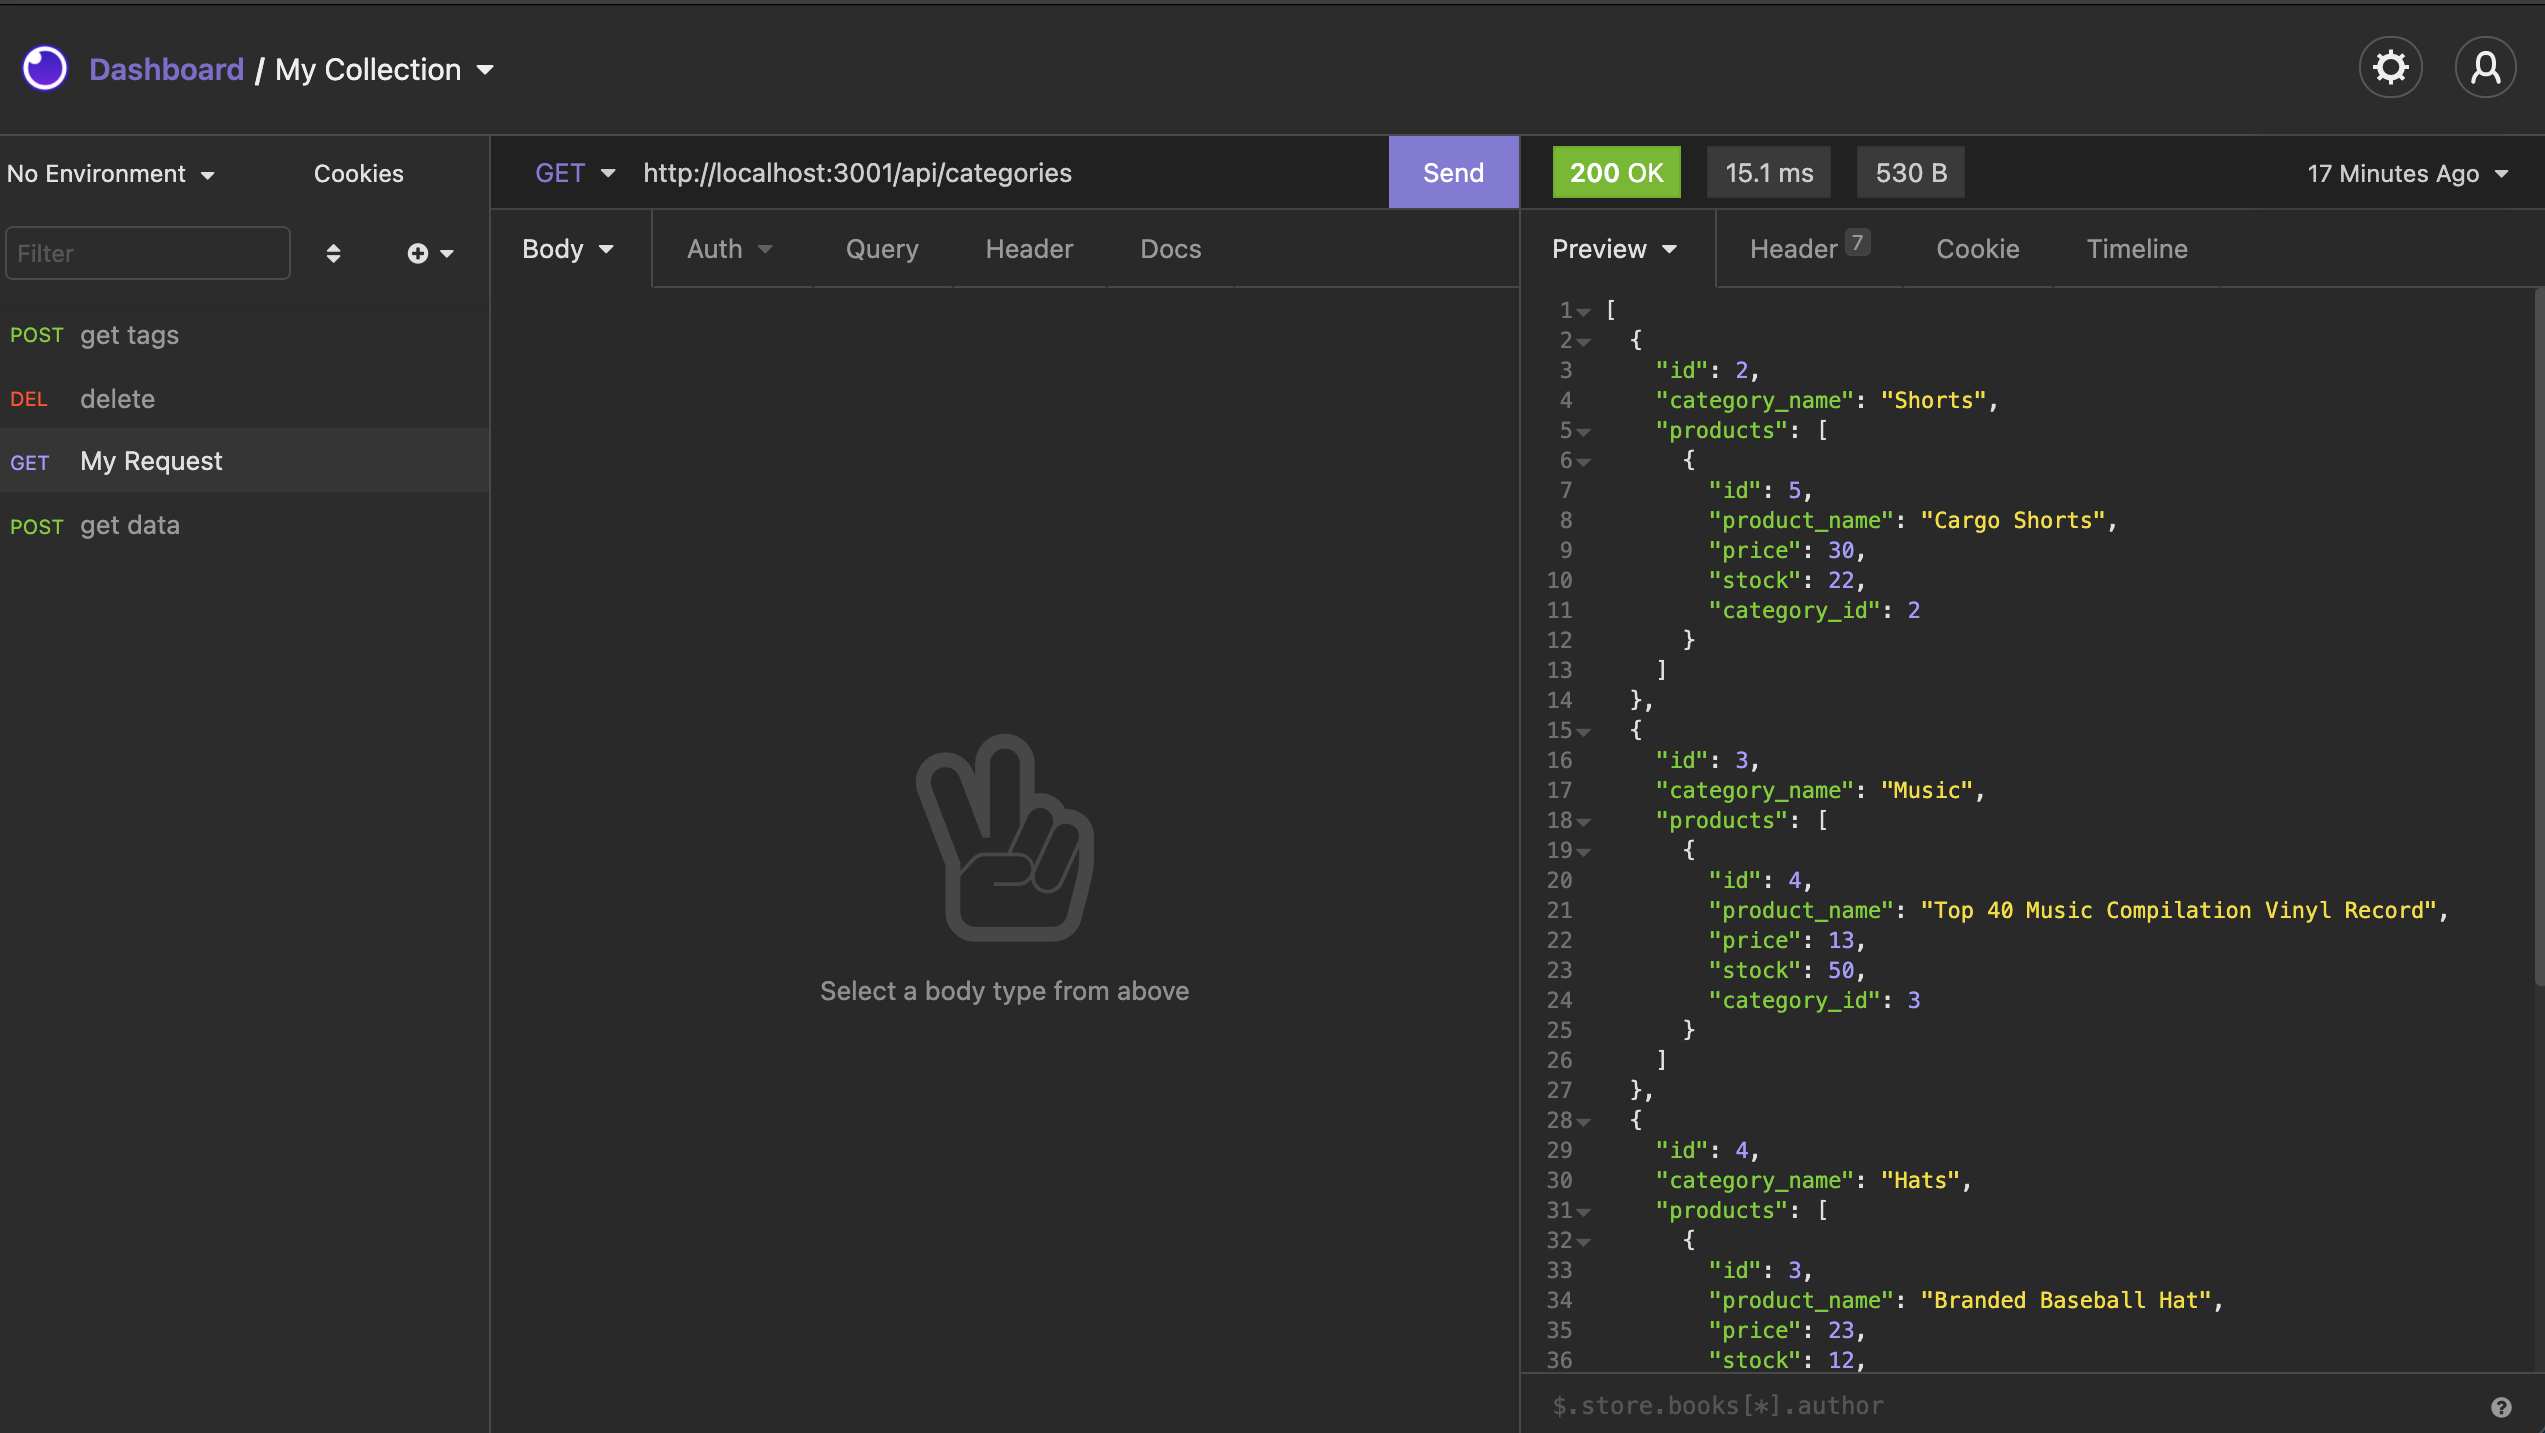 Dashboard / My Collection
No Environment
Cookies
Filter
POST get tags
DEL delete
GET My Request
POST get data
GET http://localhost:3001/api/categories Send
Body Auth Query Header Docs
Select a body type from above
200 OK 15.1 ms 530 B 17 Minutes Ago
Preview Header 7 Cookie Timeline
1 [
2 {
3 "id": 2,
4 "category_name": "Shorts",
5 "products": [
6 {
7 "id": 5,
8 "product_name": "Cargo Shorts",
9 "price": 30,
10 "stock": 22,
11 "category_id": 2
12 }
13 ]
14 },
15 {
16 "id": 3,
17 "category_name": "Music",
18 "products": [
19 {
20 "id": 4,
21 "product_name": "Top 40 Music Compilation Vinyl Record",
22 "price": 13,
23 "stock": 50,
24 "category_id": 3
25 }
26 ]
27 },
28 {
29 "id": 4,
30 "category_name": "Hats",
31 "products": [
32 {
33 "id": 3,
34 "product_name": "Branded Baseball Hat",
35 "price": 23,
36 "stock": 12,
$.store.books[*].author